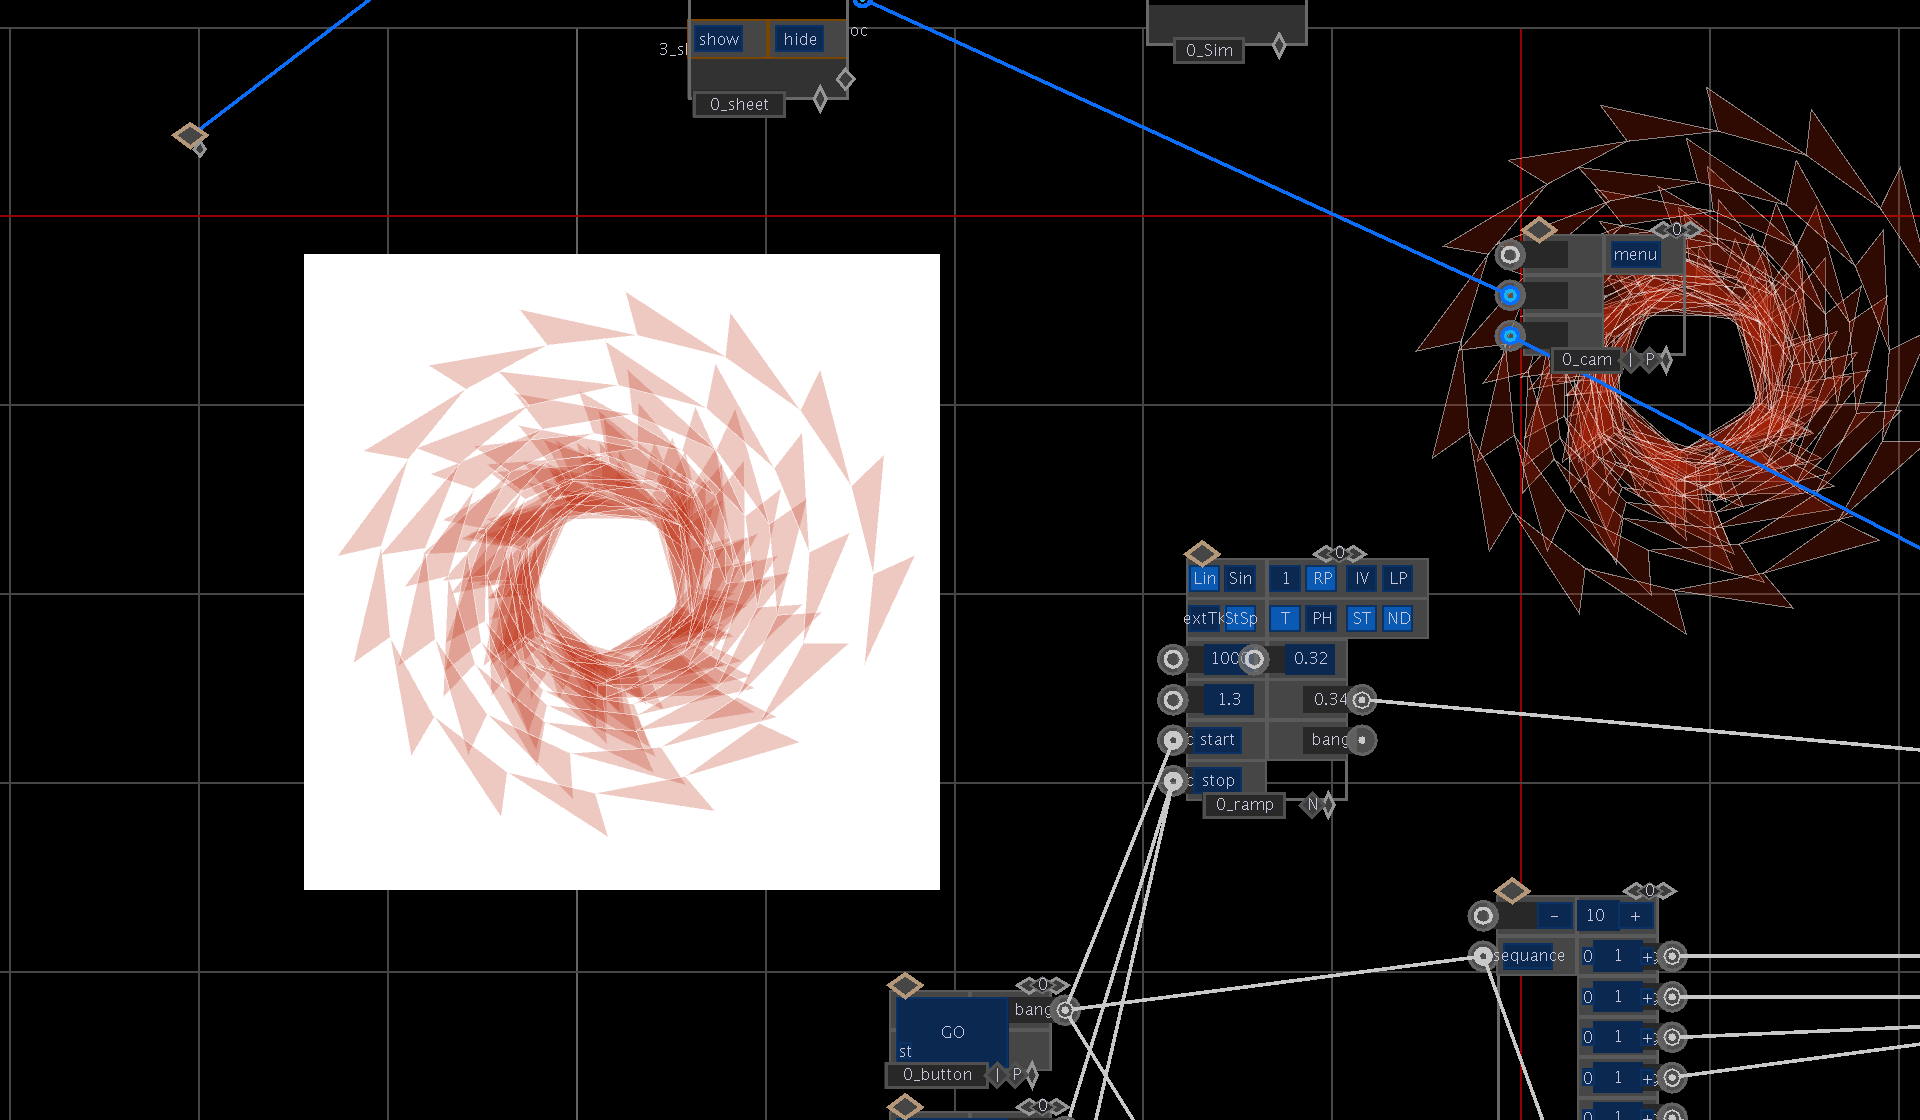 show hide
oc
3_sl
0_sheet
0_Sim
0
menu
0_cam I P
0
Lin Sin 1 RP IV LP
extTk StSp T PH ST ND
100 0.32
1.3 0.34
start bang
stop
0_ramp N
0
- 10 +
sequance 0 1 +
0 1 +
0 1 +
0 1 +
1
0
bang
GO
st
0_button I P
0